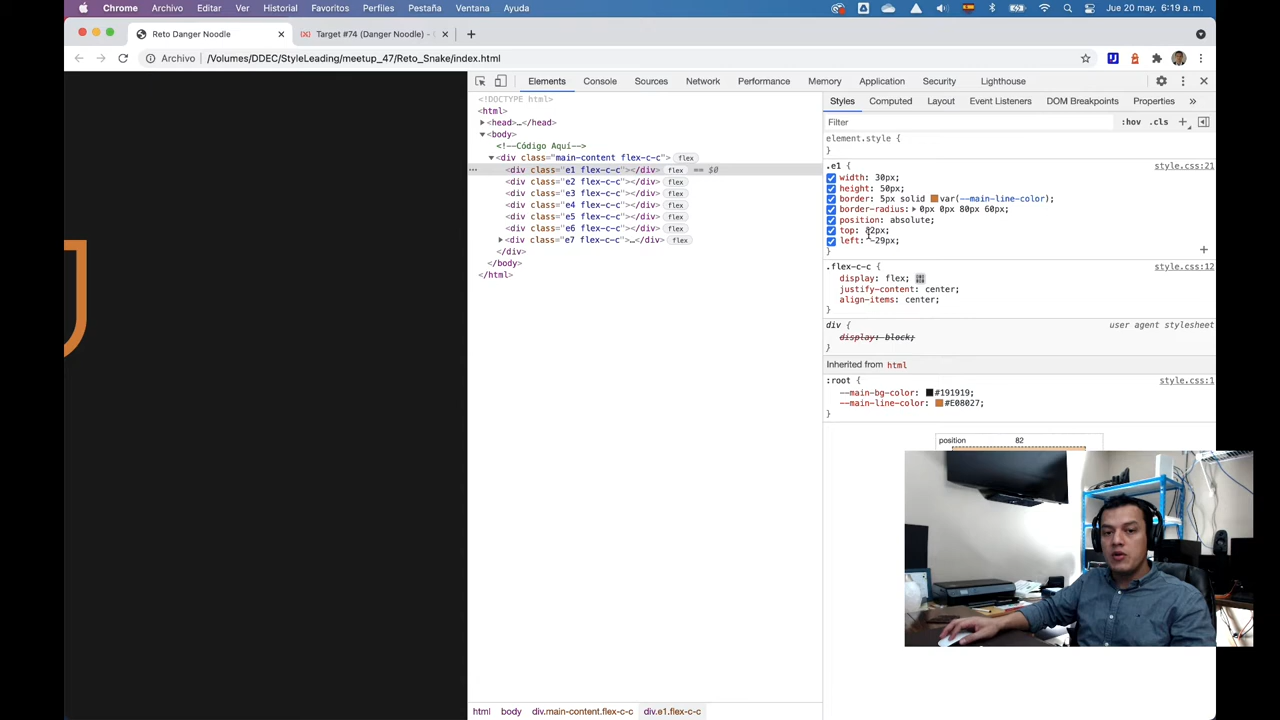 Chrome Archivo Editar Ver Historial Favoritos Perfiles Pestaña Ventana Ayuda Jue 20 may. 6:19 a. m.
Reto Danger Noodle
Target #74 (Danger Noodle) -
Archivo /Volumes/DDEC/StyleLeading/meetup_47/Reto_Snake/index.html
Elements Console Sources Network Performance Memory Application Security Lighthouse
<!DOCTYPE html>
<html>
<head>…</head>
<body>
<!--Código Aquí-->
<div class="main-content flex-c-c"> flex
<div class="e1 flex-c-c"></div> flex == $0
<div class="e2 flex-c-c"></div> flex
<div class="e3 flex-c-c"></div> flex
<div class="e4 flex-c-c"></div> flex
<div class="e5 flex-c-c"></div> flex
<div class="e6 flex-c-c"></div> flex
<div class="e7 flex-c-c">…</div> flex
</div>
</body>
</html>
html body div.main-content.flex-c-c div.e1.flex-c-c
Styles Computed Layout Event Listeners DOM Breakpoints Properties
Filter :hov .cls
element.style {
}
.e1 { style.css:21
width: 30px;
height: 50px;
border: 5px solid var(--main-line-color);
border-radius: 0px 0px 80px 60px;
position: absolute;
top: 82px;
left: -29px;
}
.flex-c-c { style.css:12
display: flex;
justify-content: center;
align-items: center;
}
div { user agent stylesheet
display: block;
}
Inherited from html
:root { style.css:1
--main-bg-color: #191919;
--main-line-color: #E08027;
}
position 82